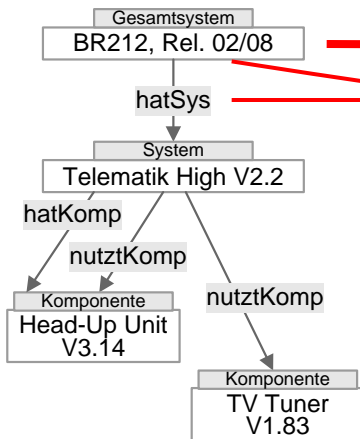 Gesamtsystem
BR212, Rel. 02/08
hatSys
System
Telematik High V2.2
hatKomp
nutztKomp
nutztKomp
Komponente
Head-Up Unit
V3.14
Komponente
TV Tuner
V1.83